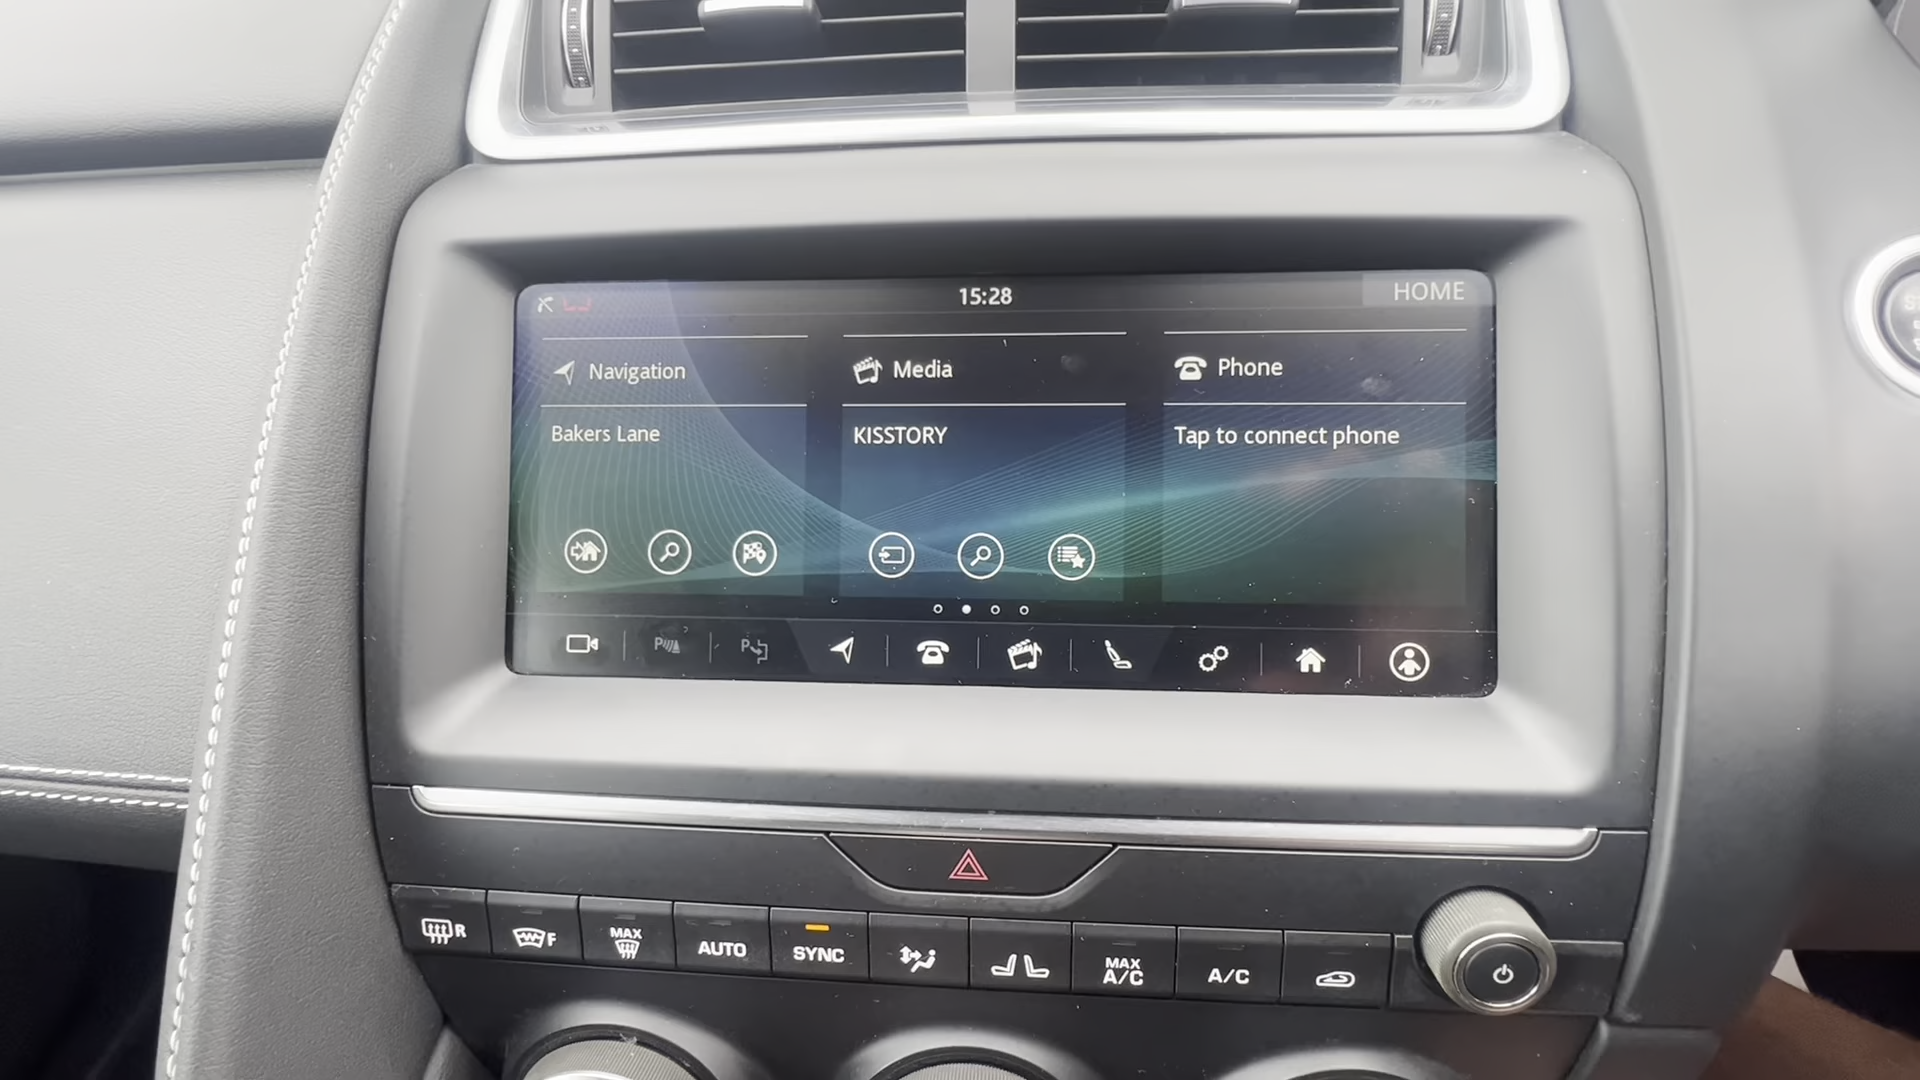 15:28
HOME
Navigation
Media
Phone
Bakers Lane
KISSTORY
Tap to connect phone
P
P
R
F
MAX
AUTO
SYNC
MAX
A/C
A/C